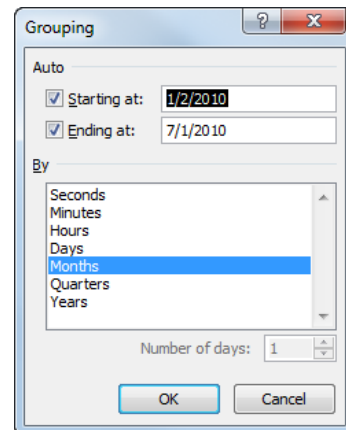 Grouping
Auto
Starting at: 1/2/2010
Ending at: 7/1/2010
By
Seconds
Minutes
Hours
Days
Months
Quarters
Years
Number of days: 1
OK Cancel